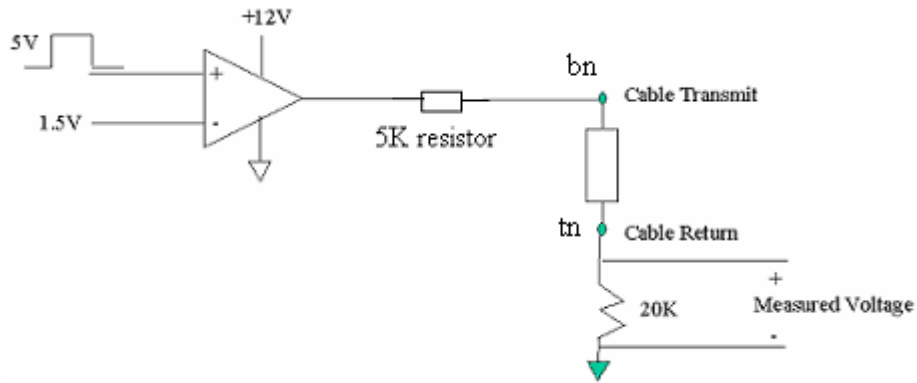 +12V
5V
+
1.5V
-
5K resistor
bn
Cable Transmit
tn
Cable Return
+
20K
Measured Voltage
-